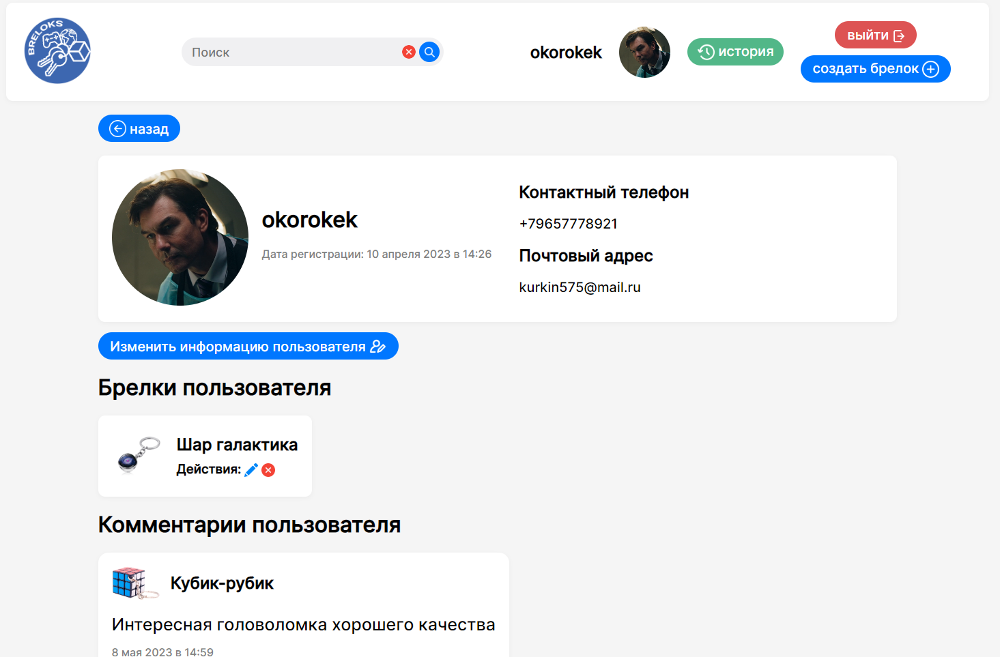 BRELOKS
Поиск
okorokek
история
выйти
создать брелок
назад
okorokek
Дата регистрации: 10 апреля 2023 в 14:26
Контактный телефон
+79657778921
Почтовый адрес
kurkin575@mail.ru
Изменить информацию пользователя
Брелки пользователя
Шар галактика
Действия:
Комментарии пользователя
Кубик-рубик
Интересная головоломка хорошего качества
8 мая 2023 в 14:59